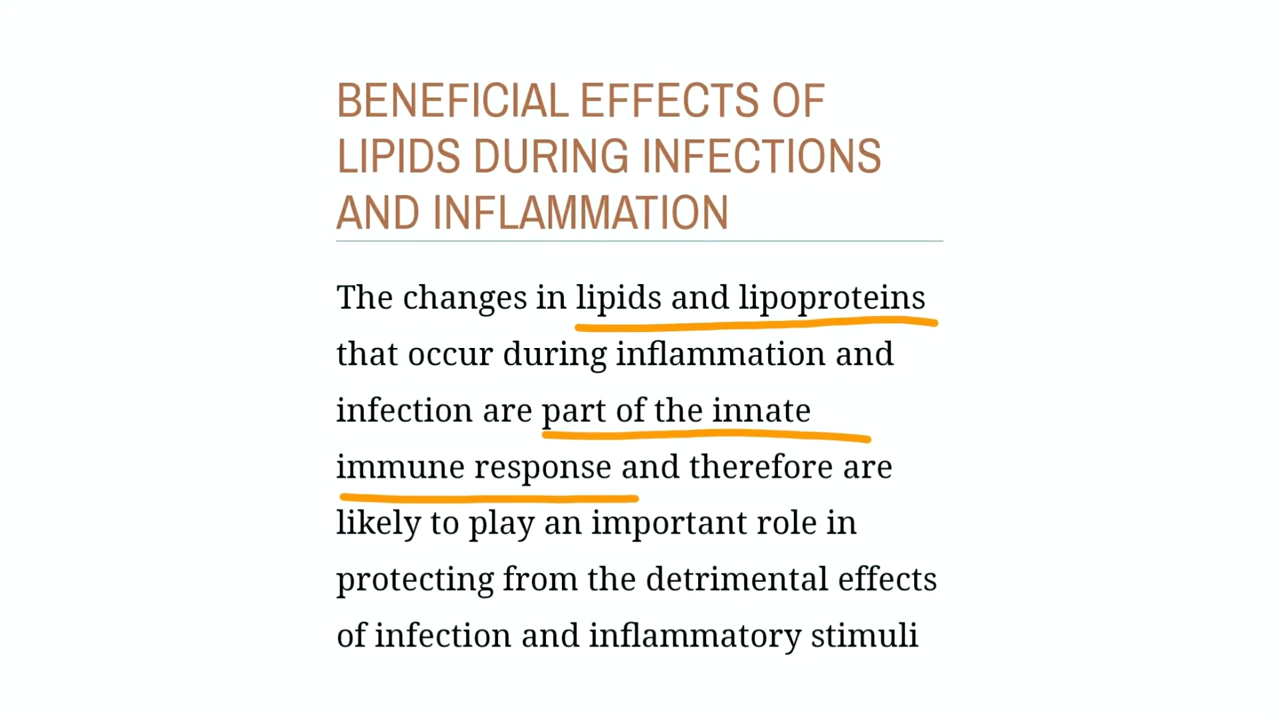 BENEFICIAL EFFECTS OF
LIPIDS DURING INFECTIONS
AND INFLAMMATION
The changes in lipids and lipoproteins
that occur during inflammation and
infection are part of the innate
immune response and therefore are
likely to play an important role in
protecting from the detrimental effects
of infection and inflammatory stimuli